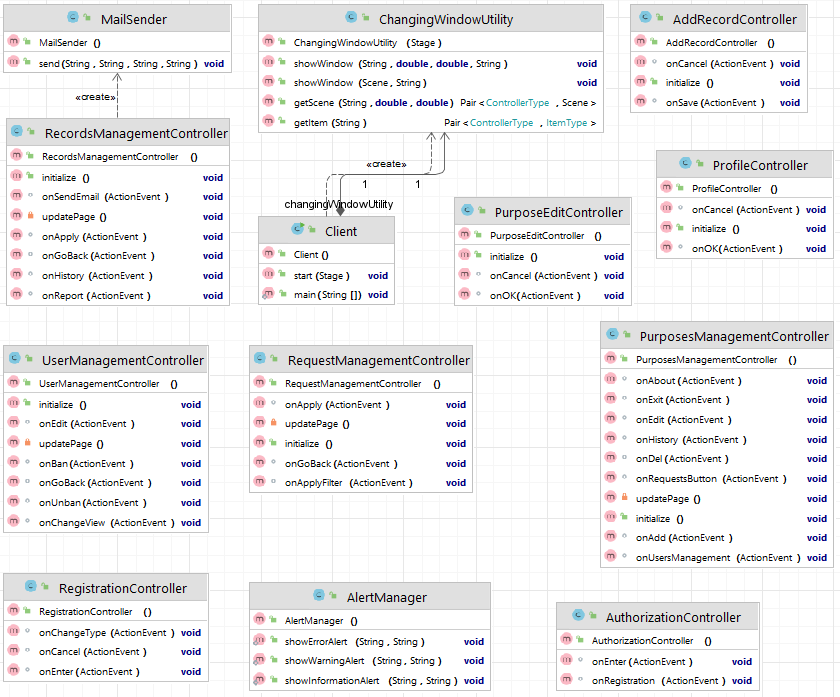 MailSender
MailSender ()
send (String, String, String, String) void
ChangingWindowUtility
ChangingWindowUtility (Stage)
showWindow (String, double, double, String) void
showWindow (Scene, String) void
getScene (String, double, double) Pair <ControllerType, Scene>
getItem (String) Pair <ControllerType, ItemType>
AddRecordController
AddRecordController ()
onCancel (ActionEvent) void
initialize () void
onSave (ActionEvent) void
«create»
RecordsManagementController
RecordsManagementController ()
initialize () void
onSendEmail (ActionEvent) void
updatePage () void
onApply (ActionEvent) void
onGoBack (ActionEvent) void
onHistory (ActionEvent) void
onReport (ActionEvent) void
«create»
1
1
changingWindowUtility
Client
Client ()
start (Stage) void
main (String []) void
PurposeEditController
PurposeEditController ()
initialize () void
onCancel (ActionEvent) void
onOK (ActionEvent) void
ProfileController
ProfileController ()
onCancel (ActionEvent) void
initialize () void
onOK (ActionEvent) void
UserManagementController
UserManagementController ()
initialize () void
onEdit (ActionEvent) void
updatePage () void
onBan (ActionEvent) void
onGoBack (ActionEvent) void
onUnban (ActionEvent) void
onChangeView (ActionEvent) void
RequestManagementController
RequestManagementController ()
onApply (ActionEvent) void
updatePage () void
initialize () void
onGoBack (ActionEvent) void
onApplyFilter (ActionEvent) void
PurposesManagementController
PurposesManagementController ()
onAbout (ActionEvent) void
onExit (ActionEvent) void
onEdit (ActionEvent) void
onHistory (ActionEvent) void
onDel (ActionEvent) void
onRequestsButton (ActionEvent) void
updatePage () void
initialize () void
onAdd (ActionEvent) void
onUsersManagement (ActionEvent) void
RegistrationController
RegistrationController ()
onChangeType (ActionEvent) void
onCancel (ActionEvent) void
onEnter (ActionEvent) void
AlertManager
AlertManager ()
showErrorAlert (String, String) void
showWarningAlert (String, String) void
showInformationAlert (String, String) void
AuthorizationController
AuthorizationController ()
onEnter (ActionEvent) void
onRegistration (ActionEvent) void